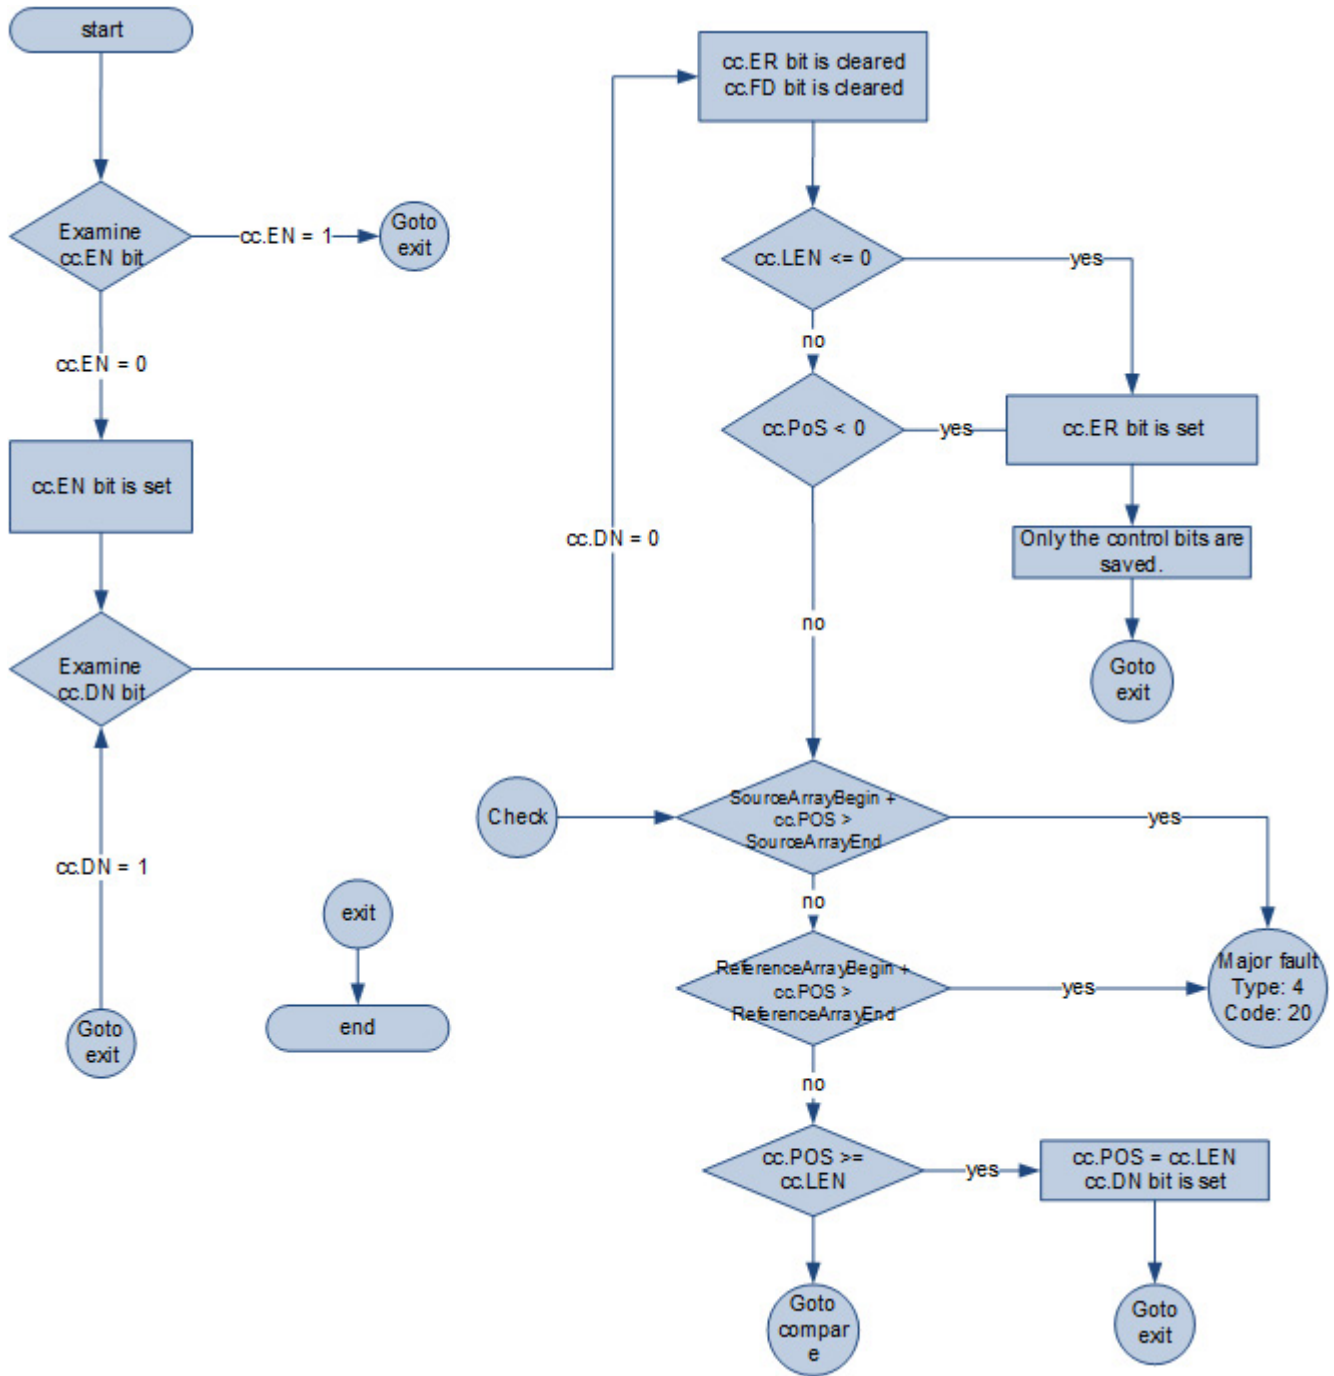 start
Examine
cc.EN bit
cc.EN = 1
Goto
exit
cc.EN = 0
cc.EN bit is set
Examine
cc.DN bit
cc.DN = 1
Goto
exit
exit
end
cc.DN = 0
cc.ER bit is cleared
cc.FD bit is cleared
cc.LEN <= 0
yes
no
cc.PoS < 0
yes
cc.ER bit is set
Only the control bits are
saved.
Goto
exit
no
Check
SourceArrayBegin +
cc.POS >
SourceArrayEnd
yes
no
ReferenceArrayBegin +
cc.POS >
ReferenceArrayEnd
yes
Major fault
Type: 4
Code: 20
no
cc.POS >=
cc.LEN
yes
cc.POS = cc.LEN
cc.DN bit is set
Goto
compar
e
Goto
exit